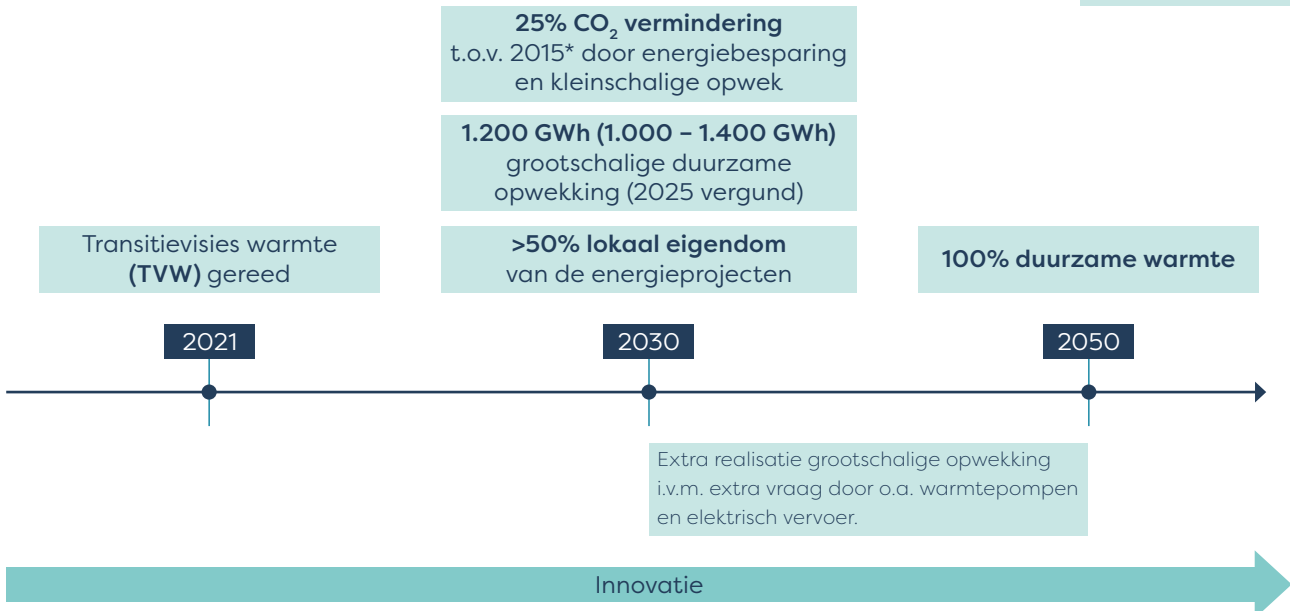 25% CO₂ vermindering
t.o.v. 2015* door energiebesparing
en kleinschalige opwek
1.200 GWh (1.000 – 1.400 GWh)
grootschalige duurzame
opwekking (2025 vergund)
Transitievisies warmte
(TVW) gereed
>50% lokaal eigendom
van de energieprojecten
100% duurzame warmte
2021
2030
2050
Extra realisatie grootschalige opwekking
i.v.m. extra vraag door o.a. warmtepompen
en elektrisch vervoer.
Innovatie